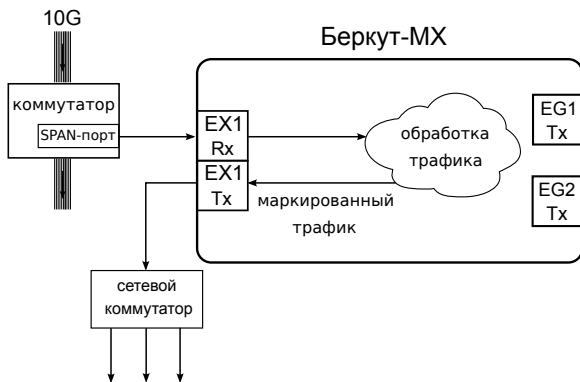 10G
Беркут-MX
коммутатор
SPAN-порт
EX1
Rx
обработка
трафика
EG1
Tx
EX1
Tx
маркированный
трафик
EG2
Tx
сетевой
коммутатор